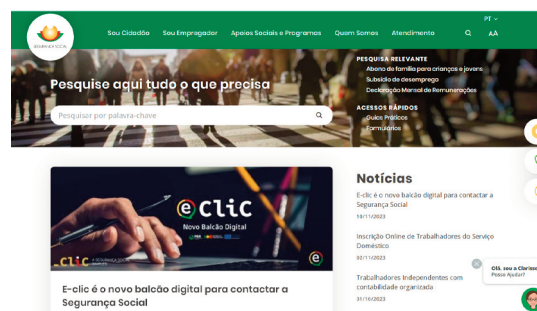 PT
SEGURANÇA SOCIAL
Sou Cidadão Sou Empregador Apoios Sociais e Programas Quem Somos Atendimento AA
Pesquise aqui tudo o que precisa
Pesquisar por palavra-chave
PESQUISA RELEVANTE
Abono de família para crianças e jovens
Subsídio de desemprego
Declaração Mensal de Remunerações
ACESSOS RÁPIDOS
Guias Práticos
Formulários
eclic
Novo Balcão Digital
CLIC
E-clic é o novo balcão digital para contactar a
Segurança Social
Notícias
E-clic é o novo balcão digital para contactar a
Segurança Social
10/11/2023
Inscrição Online de Trabalhadores do Serviço
Doméstico
02/11/2023
Trabalhadores Independentes com
contabilidade organizada
31/10/2023
Olá, sou a Clarisse
Posso Ajudar?